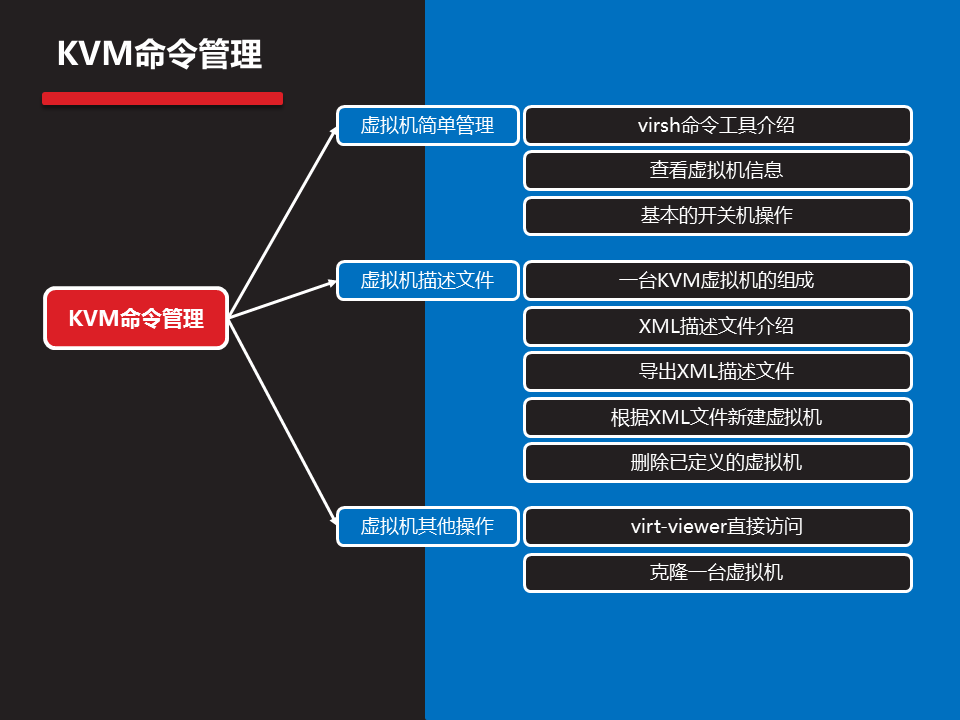 KVM命令管理
KVM命令管理
虚拟机简单管理
virsh命令工具介绍
查看虚拟机信息
基本的开关机操作
虚拟机描述文件
一台KVM虚拟机的组成
XML描述文件介绍
导出XML描述文件
根据XML文件新建虚拟机
删除已定义的虚拟机
虚拟机其他操作
virt-viewer直接访问
克隆一台虚拟机